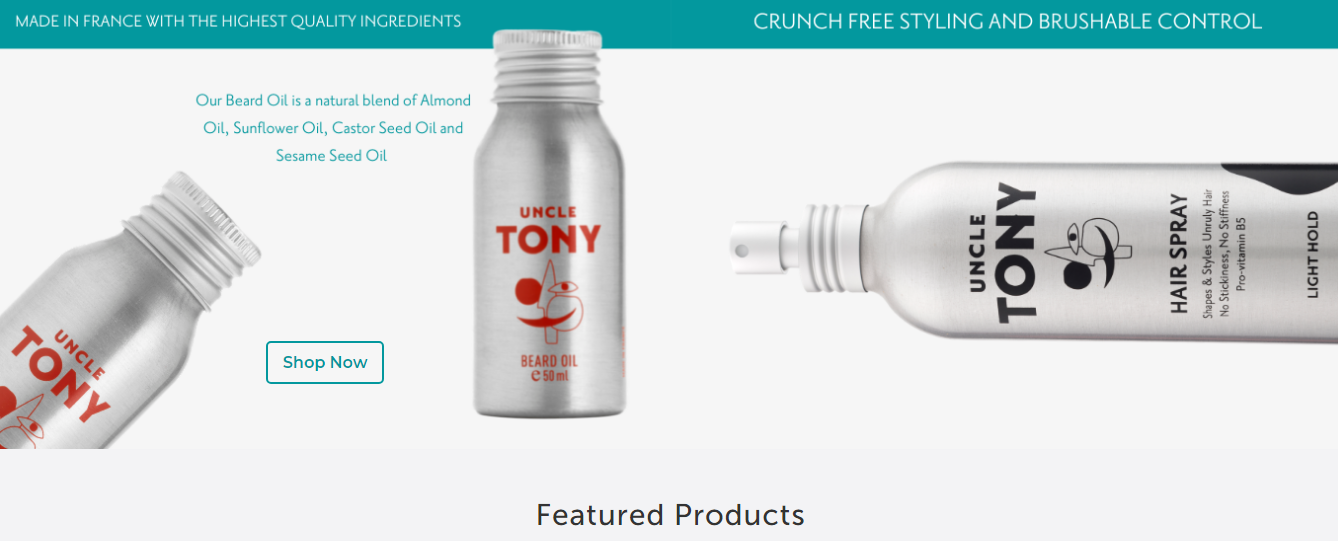 MADE IN FRANCE WITH THE HIGHEST QUALITY INGREDIENTS
CRUNCH FREE STYLING AND BRUSHABLE CONTROL
Our Beard Oil is a natural blend of Almond
Oil, Sunflower Oil, Castor Seed Oil and
Sesame Seed Oil
UNCLE
TONY
Shop Now
UNCLE
TONY
BEARD OIL
℮ 50 ml
UNCLE
TONY
HAIR SPRAY
Shapes & Styles Unruly Hair
No Stickiness, No Stiffness
Pro-vitamin B5
LIGHT HOLD
Featured Products